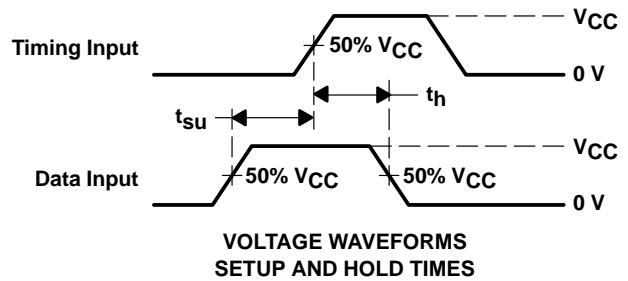 VCC
Timing Input
50% VCC
0 V
th
tsu
VCC
Data Input
50% VCC
50% VCC
0 V
VOLTAGE WAVEFORMS
SETUP AND HOLD TIMES